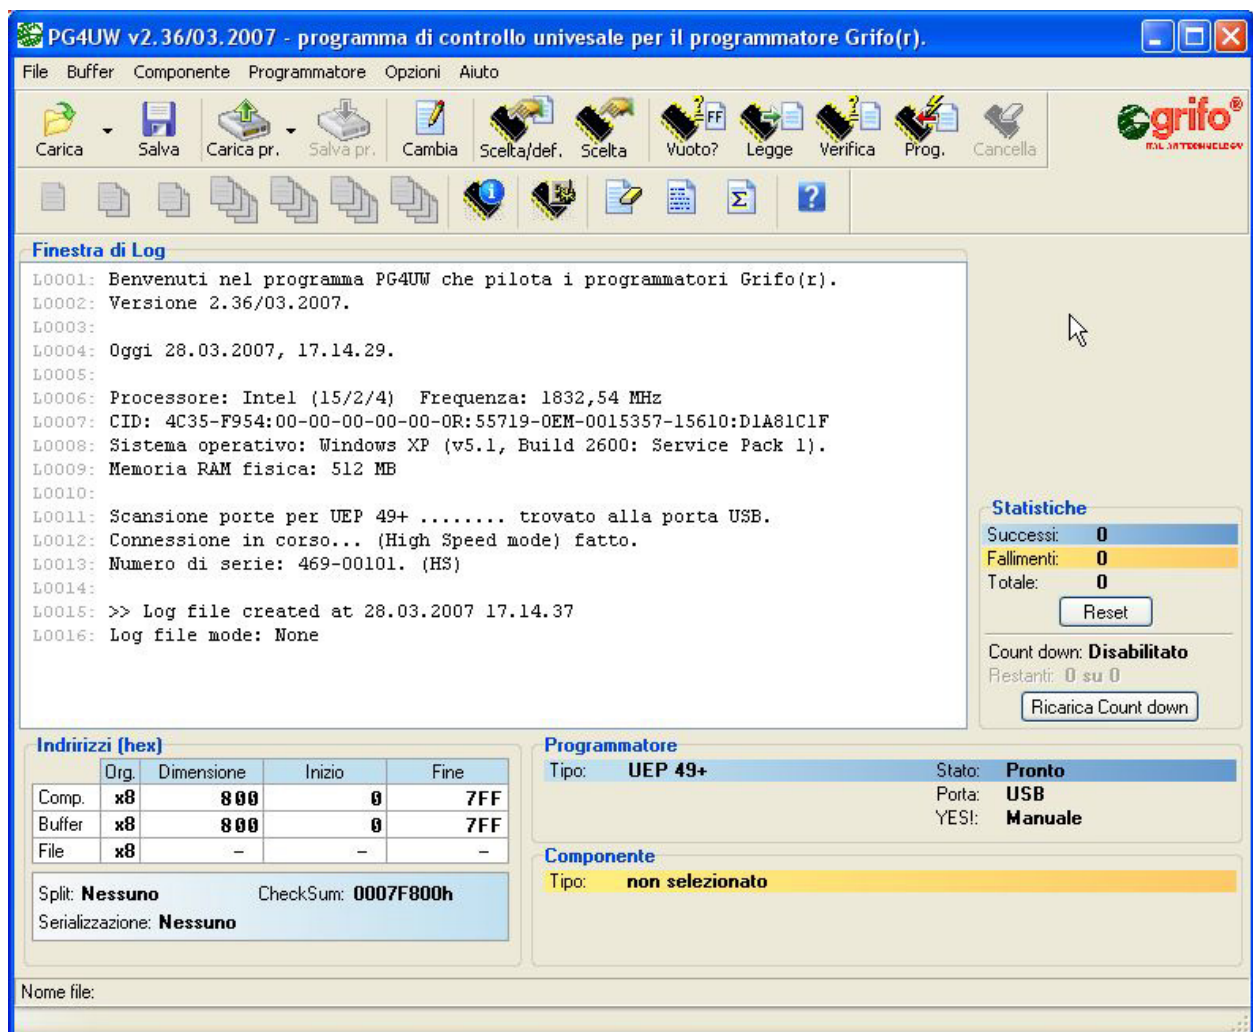 PG4UW v2.36/03.2007 - programma di controllo univesale per il programmatore Grifo(r).
File Buffer Componente Programmatore Opzioni Aiuto
Carica Salva Carica pr. Salva pr. Cambia Scelta/def. Scelta Vuoto? Legge Verifica Prog. Cancella
FF
grifo®
ITALIAN TECHNOLOGY
Finestra di Log
L0001: Benvenuti nel programma PG4UW che pilota i programmatori Grifo(r).
L0002: Versione 2.36/03.2007.
L0003:
L0004: Oggi 28.03.2007, 17.14.29.
L0005:
L0006: Processore: Intel (15/2/4) Frequenza: 1832,54 MHz
L0007: CID: 4C35-F954:00-00-00-00-00-0R:55719-OEM-0015357-15610:D1A81C1F
L0008: Sistema operativo: Windows XP (v5.1, Build 2600: Service Pack 1).
L0009: Memoria RAM fisica: 512 MB
L0010:
L0011: Scansione porte per UEP 49+ ........ trovato alla porta USB.
L0012: Connessione in corso... (High Speed mode) fatto.
L0013: Numero di serie: 469-00101. (HS)
L0014:
L0015: >> Log file created at 28.03.2007 17.14.37
L0016: Log file mode: None
Statistiche
Successi: 0
Fallimenti: 0
Totale: 0
Reset
Count down: Disabilitato
Restanti: 0 su 0
Ricarica Count down
Indririzzi (hex)
Org. Dimensione Inizio Fine
Comp. x8 800 0 7FF
Buffer x8 800 0 7FF
File x8 – – –
Split: Nessuno CheckSum: 0007F800h
Serializzazione: Nessuno
Programmatore
Tipo: UEP 49+ Stato: Pronto
Porta: USB
YES!: Manuale
Componente
Tipo: non selezionato
Nome file: